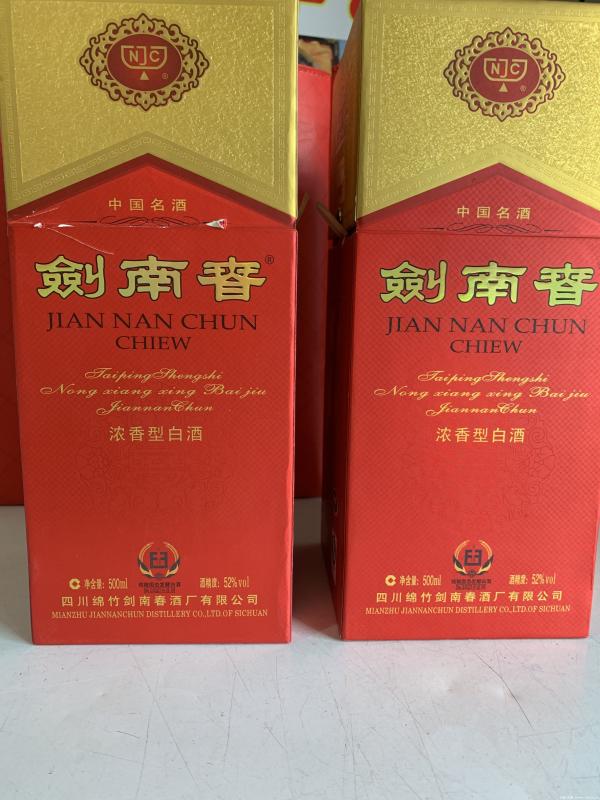 NJC
®
中国名酒
劍南春®
JIAN NAN CHUN
CHIEW
TaipingShengshi
Nong xiang xing Bai jiu
JiannanChun
浓香型白酒
净含量: 500ml 酒精度: 52%vol
四川绵竹剑南春酒厂有限公司
MIANZHU JIANNANCHUN DISTILLERY CO.,LTD.OF SICHUAN
NJC
®
中国名酒
劍南春
JIAN NAN CHUN
CHIEW
TaipingShengshi
Nong xiang xing Bai jiu
JiannanChun
浓香型白酒
净含量: 500ml 酒精度: 52%vol
四川绵竹剑南春酒厂有限公司
MIANZHU JIANNANCHUN DISTILLERY CO.,LTD.OF SICHUAN